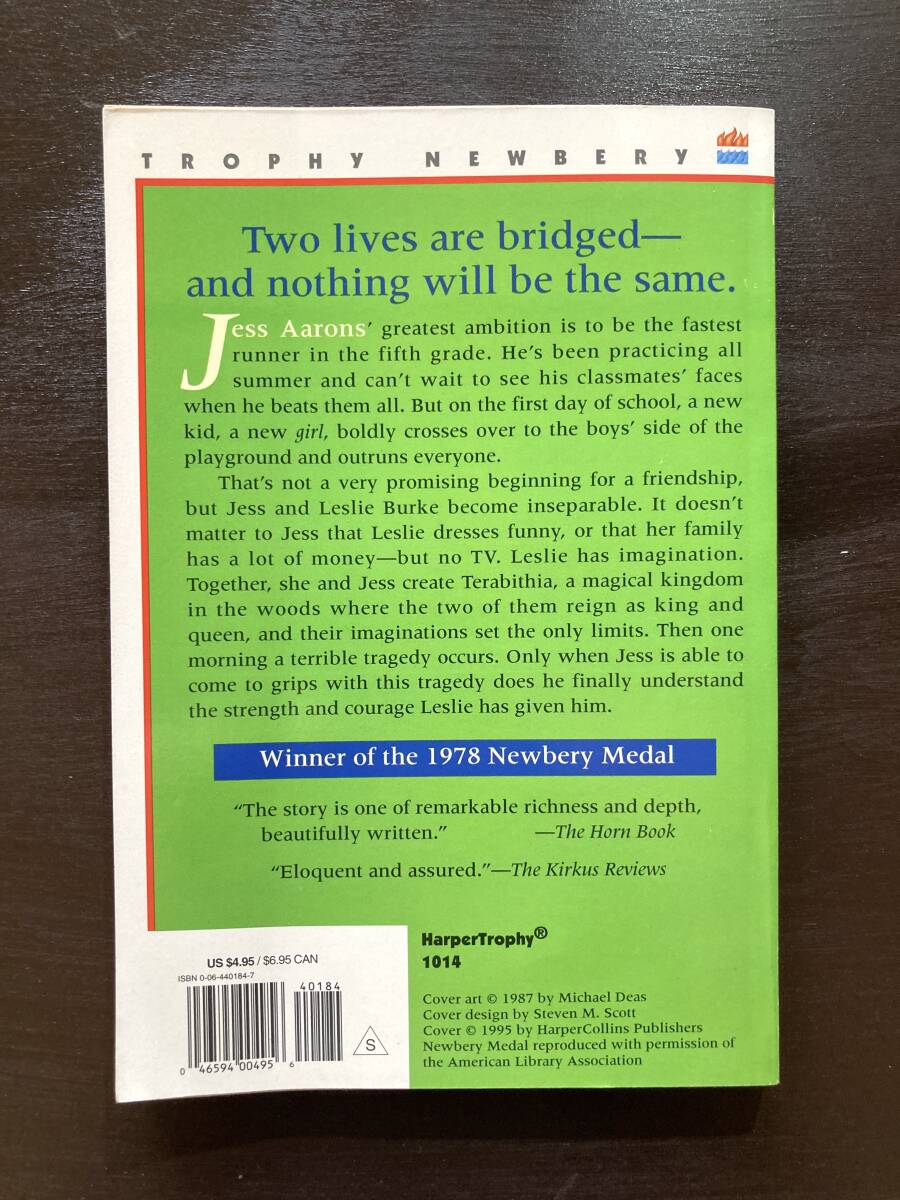 TROPHY NEWBERY
Two lives are bridged—
and nothing will be the same.
Jess Aarons' greatest ambition is to be the fastest
runner in the fifth grade. He's been practicing all
summer and can't wait to see his classmates' faces
when he beats them all. But on the first day of school, a new
kid, a new girl, boldly crosses over to the boys' side of the
playground and outruns everyone.
That's not a very promising beginning for a friendship,
but Jess and Leslie Burke become inseparable. It doesn't
matter to Jess that Leslie dresses funny, or that her family
has a lot of money—but no TV. Leslie has imagination.
Together, she and Jess create Terabithia, a magical kingdom
in the woods where the two of them reign as king and
queen, and their imaginations set the only limits. Then one
morning a terrible tragedy occurs. Only when Jess is able to
come to grips with this tragedy does he finally understand
the strength and courage Leslie has given him.
Winner of the 1978 Newbery Medal
“The story is one of remarkable richness and depth,
beautifully written.” —The Horn Book
“Eloquent and assured.”—The Kirkus Reviews
US $4.95 / $6.95 CAN
ISBN 0-06-440184-7
40184
0 46594 00495 6
S
HarperTrophy®
1014
Cover art © 1987 by Michael Deas
Cover design by Steven M. Scott
Cover © 1995 by HarperCollins Publishers
Newbery Medal reproduced with permission of
the American Library Association